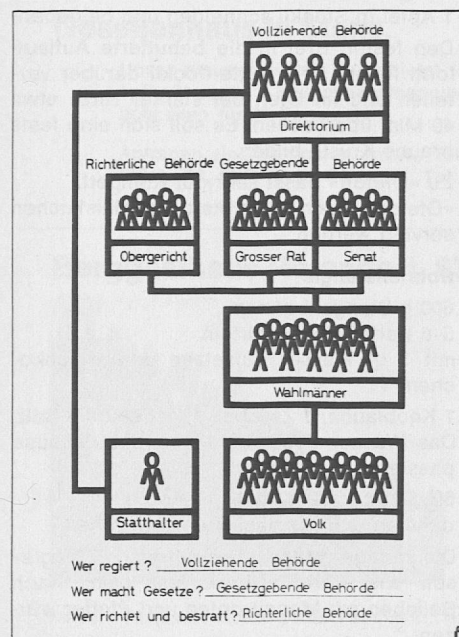 Vollziehende Behörde
Direktorium
Richterliche Behörde Gesetzgebende Behörde
Obergericht Grosser Rat Senat
Wahlmänner
Statthalter Volk
Wer regiert? Vollziehende Behörde
Wer macht Gesetze? Gesetzgebende Behörde
Wer richtet und bestraft? Richterliche Behörde